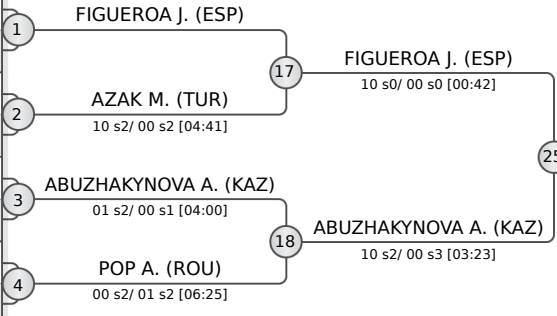 FIGUEROA J. (ESP)
1
17
FIGUEROA J. (ESP)
10 s0/ 00 s0 [00:42]
AZAK M. (TUR)
2
10 s2/ 00 s2 [04:41]
25
ABUZHAKYNOVA A. (KAZ)
3
01 s2/ 00 s1 [04:00]
18
ABUZHAKYNOVA A. (KAZ)
10 s2/ 00 s3 [03:23]
POP A. (ROU)
4
00 s2/ 01 s2 [06:25]